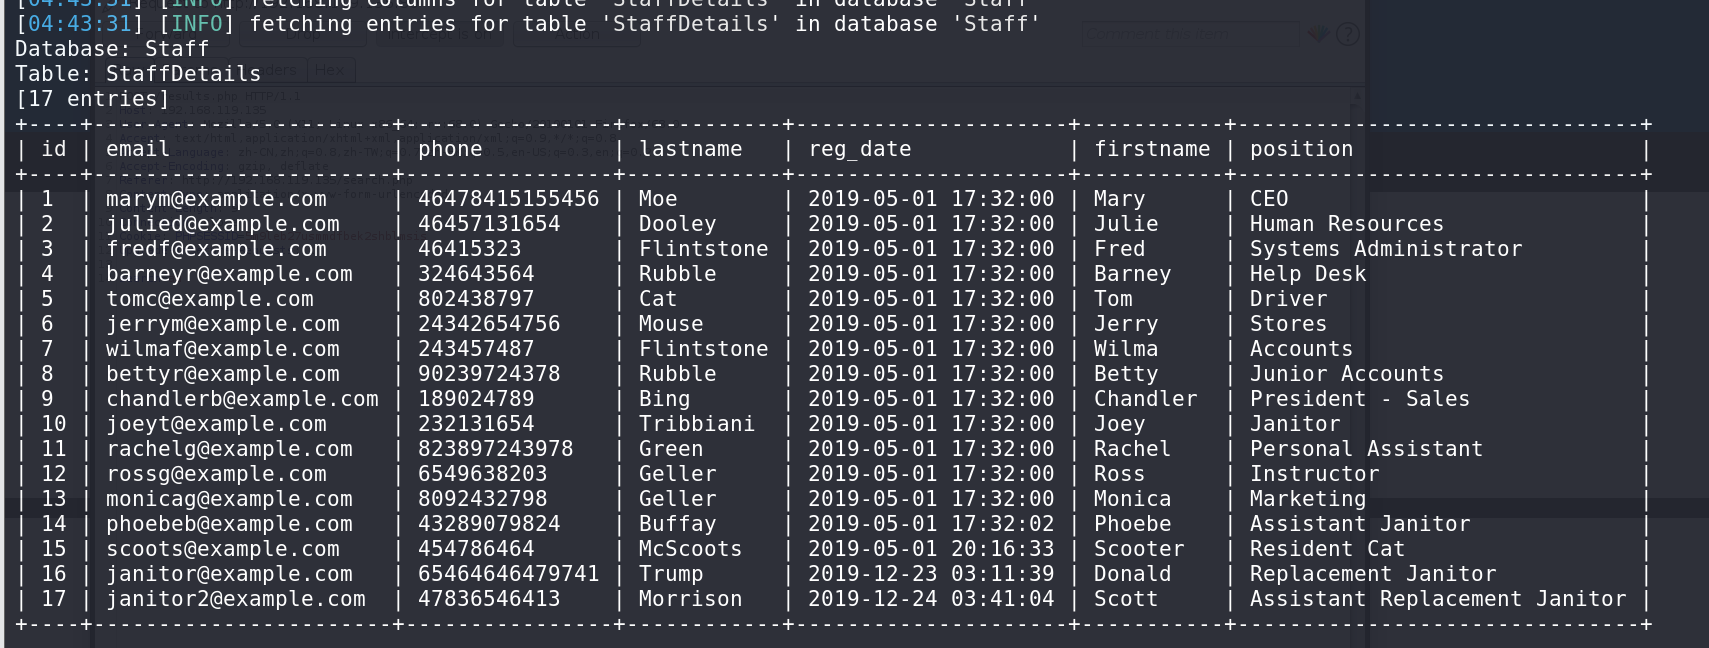 [04:43:31] [INFO] fetching columns for table 'StaffDetails' in database 'Staff'
[04:43:31] [INFO] fetching entries for table 'StaffDetails' in database 'Staff'
Database: Staff
Table: StaffDetails
[17 entries]
+----+----------------------+----------------+------------+---------------------+-----------+-------------------------------+
| id | email                | phone          | lastname   | reg_date            | firstname | position                      |
+----+----------------------+----------------+------------+---------------------+-----------+-------------------------------+
| 1  | marym@example.com    | 46478415155456 | Moe        | 2019-05-01 17:32:00 | Mary      | CEO                           |
| 2  | julied@example.com   | 46457131654    | Dooley     | 2019-05-01 17:32:00 | Julie     | Human Resources               |
| 3  | fredf@example.com    | 46415323       | Flintstone | 2019-05-01 17:32:00 | Fred      | Systems Administrator         |
| 4  | barneyr@example.com  | 324643564      | Rubble     | 2019-05-01 17:32:00 | Barney    | Help Desk                     |
| 5  | tomc@example.com     | 802438797      | Cat        | 2019-05-01 17:32:00 | Tom       | Driver                        |
| 6  | jerrym@example.com   | 24342654756    | Mouse      | 2019-05-01 17:32:00 | Jerry     | Stores                        |
| 7  | wilmaf@example.com   | 243457487      | Flintstone | 2019-05-01 17:32:00 | Wilma     | Accounts                      |
| 8  | bettyr@example.com   | 90239724378    | Rubble     | 2019-05-01 17:32:00 | Betty     | Junior Accounts               |
| 9  | chandlerb@example.com | 189024789      | Bing       | 2019-05-01 17:32:00 | Chandler  | President - Sales             |
| 10 | joeyt@example.com    | 232131654      | Tribbiani  | 2019-05-01 17:32:00 | Joey      | Janitor                       |
| 11 | rachelg@example.com  | 823897243978   | Green      | 2019-05-01 17:32:00 | Rachel    | Personal Assistant            |
| 12 | rossg@example.com    | 6549638203     | Geller     | 2019-05-01 17:32:00 | Ross      | Instructor                    |
| 13 | monicag@example.com  | 8092432798     | Geller     | 2019-05-01 17:32:00 | Monica    | Marketing                     |
| 14 | phoebeb@example.com  | 43289079824    | Buffay     | 2019-05-01 17:32:02 | Phoebe    | Assistant Janitor             |
| 15 | scoots@example.com   | 454786464      | McScoots   | 2019-05-01 20:16:33 | Scooter   | Resident Cat                  |
| 16 | janitor@example.com  | 65464646479741 | Trump      | 2019-12-23 03:11:39 | Donald    | Replacement Janitor           |
| 17 | janitor2@example.com | 47836546413    | Morrison   | 2019-12-24 03:41:04 | Scott     | Assistant Replacement Janitor |
+----+----------------------+----------------+------------+---------------------+-----------+-------------------------------+